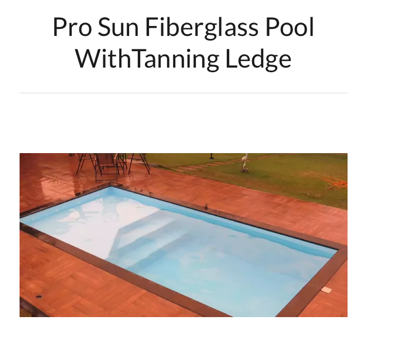 Pro Sun Fiberglass Pool
WithTanning Ledge